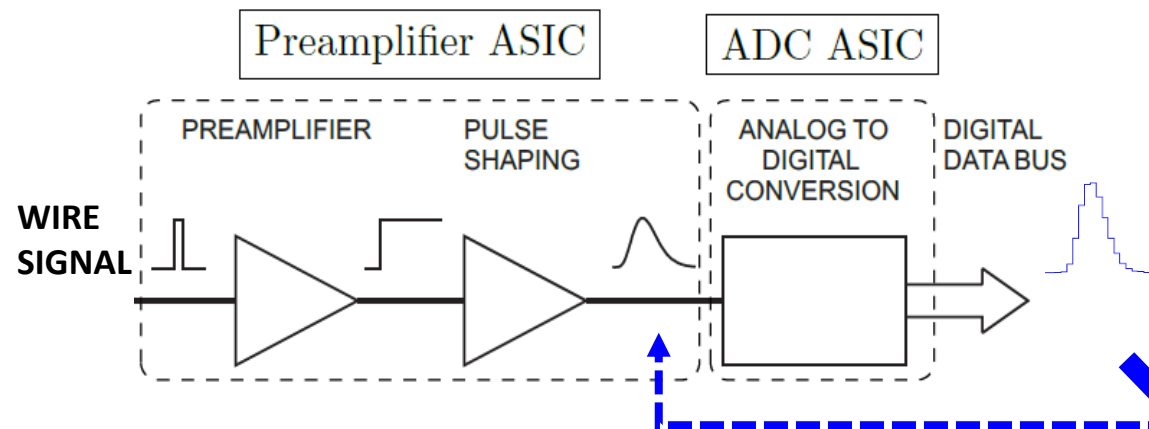 Preamplifier ASIC
ADC ASIC
PREAMPLIFIER
PULSE
SHAPING
ANALOG TO
DIGITAL
CONVERSION
DIGITAL
DATA BUS
WIRE
SIGNAL